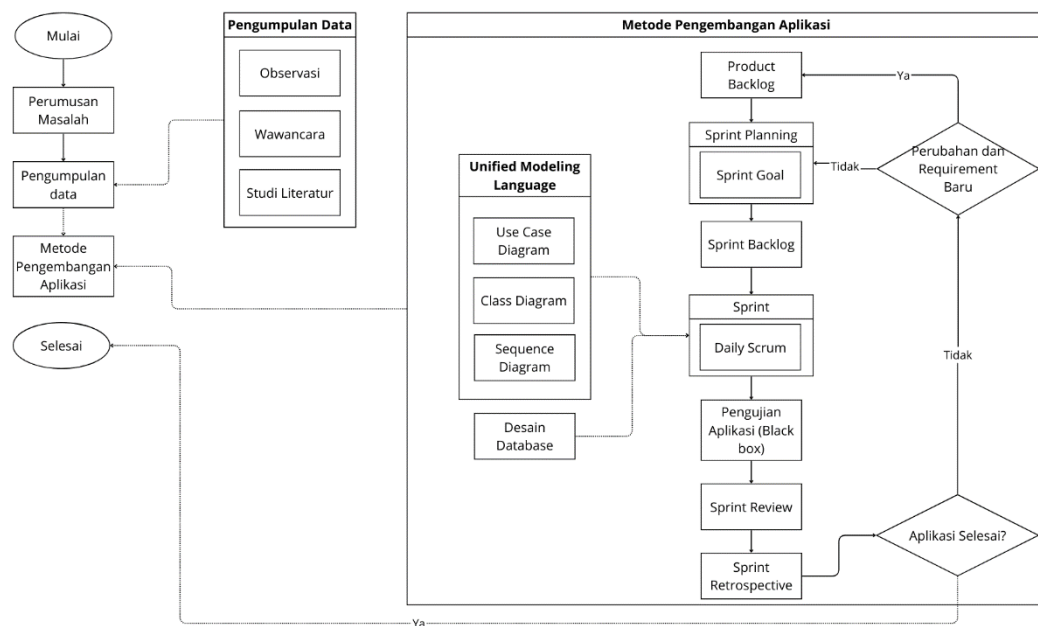 Mulai
Perumusan
Masalah
Pengumpulan
data
Metode
Pengembangan
Aplikasi
Selesai
Pengumpulan Data
Observasi
Wawancara
Studi Literatur
Metode Pengembangan Aplikasi
Unified Modeling
Language
Use Case
Diagram
Class Diagram
Sequence
Diagram
Desain
Database
Product
Backlog
Sprint Planning
Sprint Goal
Sprint Backlog
Sprint
Daily Scrum
Pengujian
Aplikasi (Black
box)
Sprint Review
Sprint
Retrospective
Ya
Perubahan dan
Requirement
Baru
Tidak
Tidak
Aplikasi Selesai?
Ya